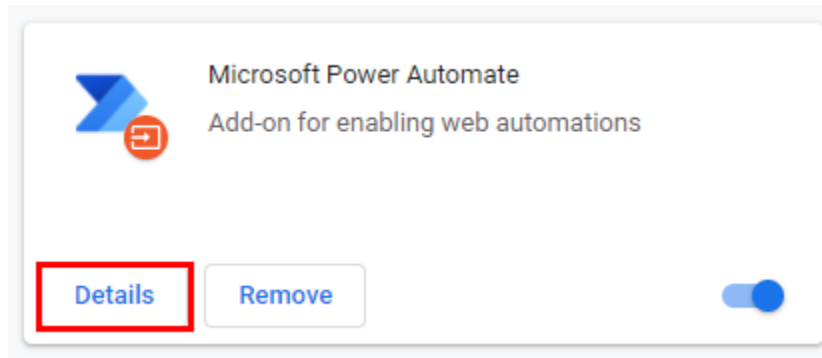 Microsoft Power Automate
Add-on for enabling web automations
Details
Remove